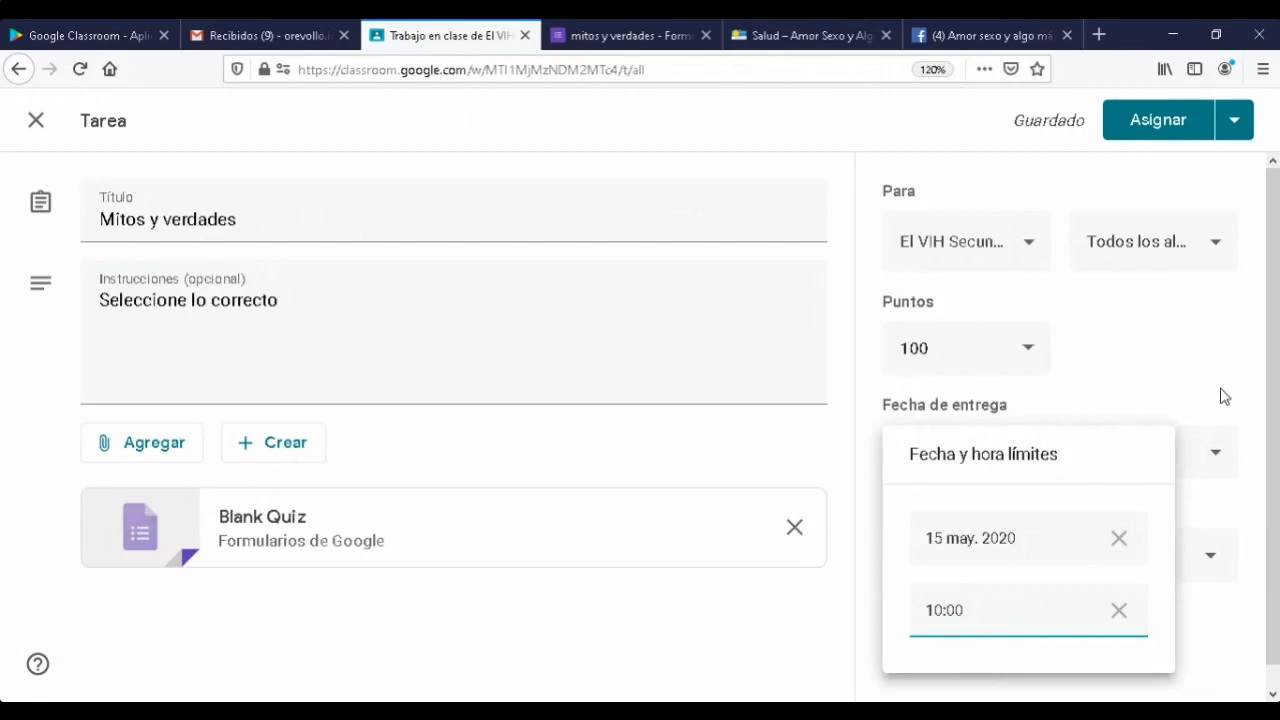 Google Classroom - Apli
Recibidos (9) - orevollo.i
Trabajo en clase de El VIH
mitos y verdades - Form
Salud – Amor Sexo y Alg
(4) Amor sexo y algo má
https://classroom.google.com/w/MTI1MjMzNDM2MTc4/t/all
120%
Tarea
Guardado
Asignar
Título
Mitos y verdades
Instrucciones (opcional)
Seleccione lo correcto
Agregar
Crear
Blank Quiz
Formularios de Google
Para
El VIH Secun...
Todos los al...
Puntos
100
Fecha de entrega
Fecha y hora límites
15 may. 2020
10:00